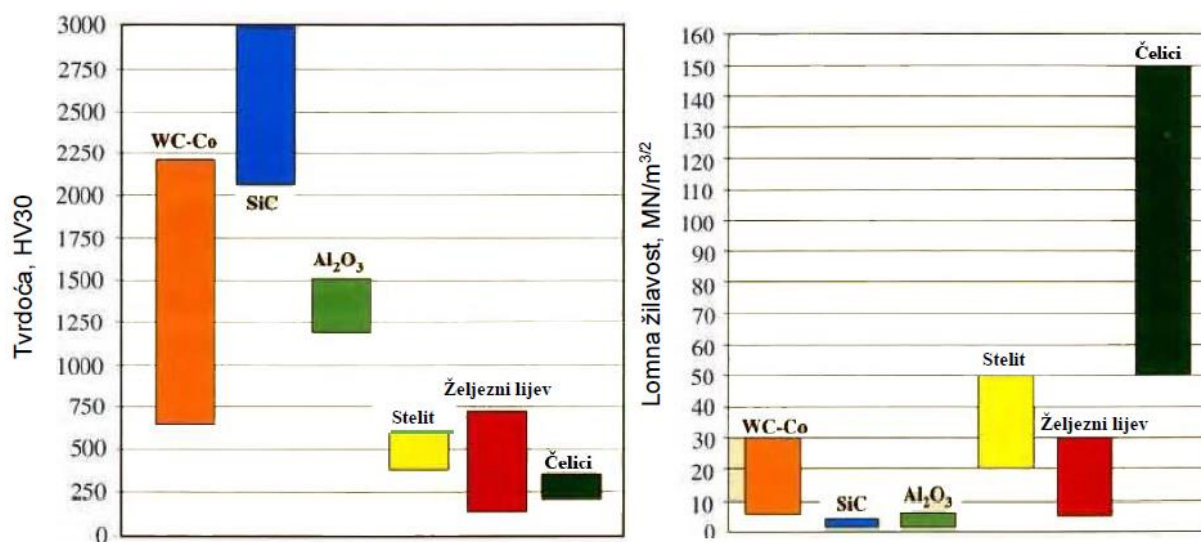 Tvrdoća, HV30
3000
2750
2500
2250
2000
1750
1500
1250
1000
750
500
250
0
WC-Co
SiC
Al₂O₃
Stelit
Željezni lijev
Čelici
Lomna žilavost, MN/m³/²
160
150
140
130
120
110
100
90
80
70
60
50
40
30
20
10
0
Čelici
Stelit
WC-Co
Željezni lijev
SiC
Al₂O₃